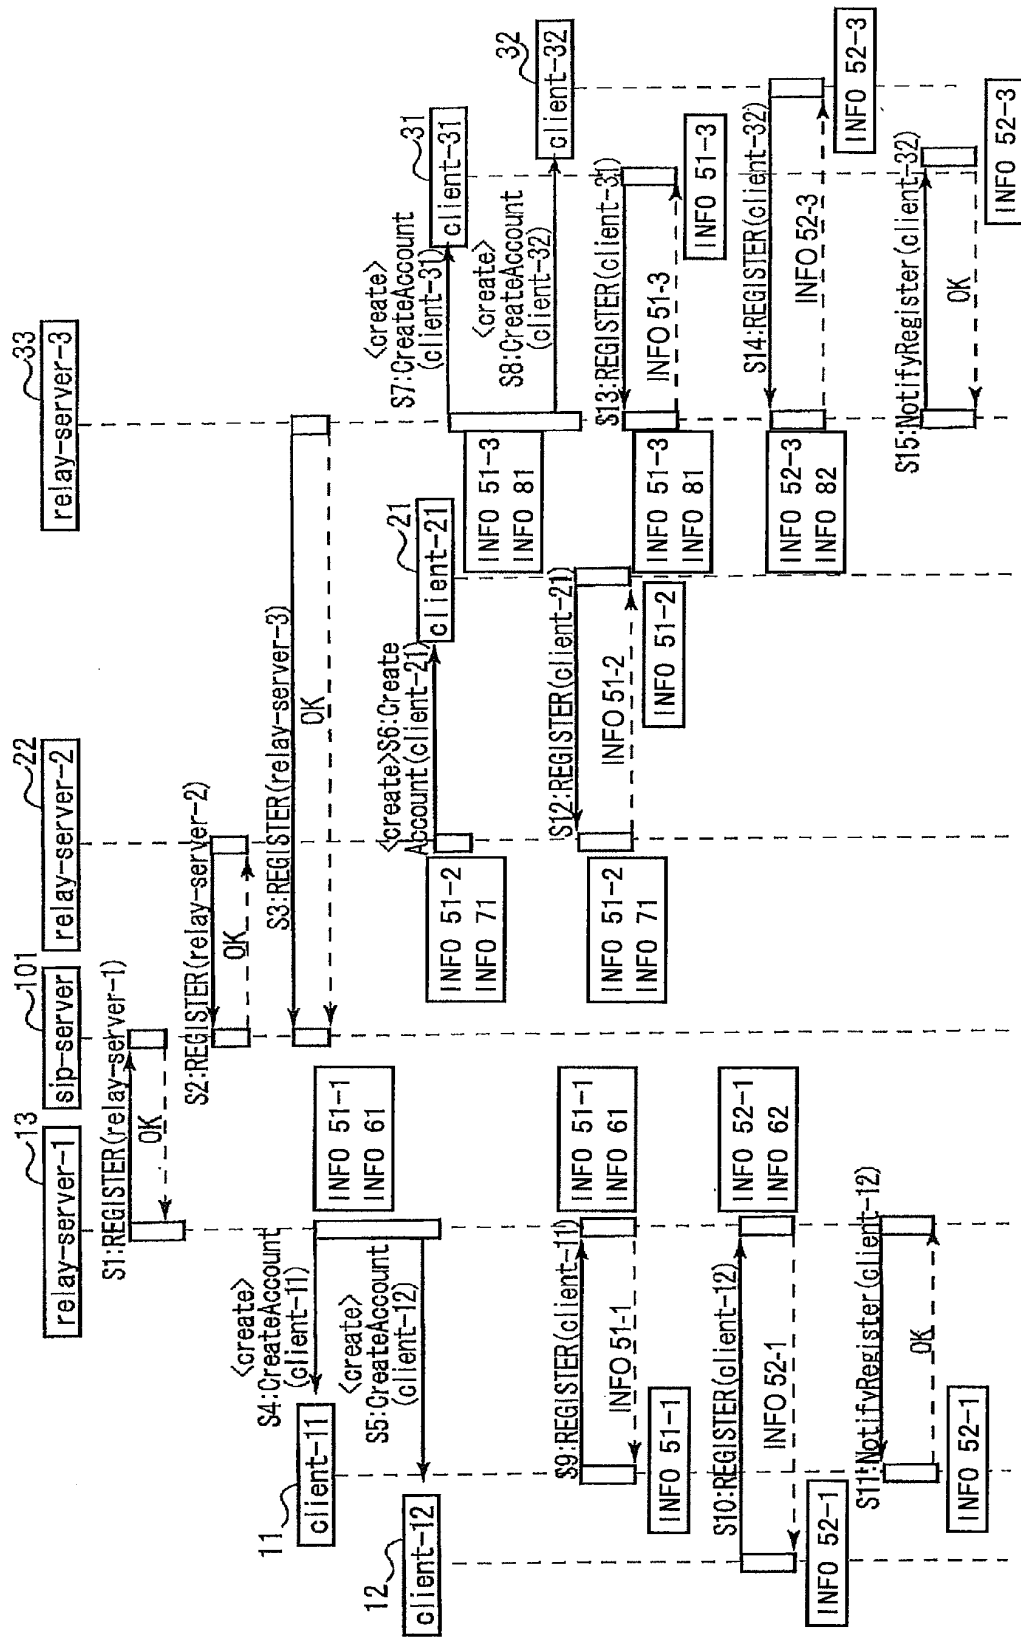 13
relay-server-1
101
sip-server
22
relay-server-2
33
relay-server-3
S1:REGISTER(relay-server-1)
OK
S2:REGISTER(relay-server-2)
OK
S3:REGISTER(relay-server-3)
OK
<create>
S4:CreateAccount
(client-11)
11
client-11
INFO 51-1
INFO 61
<create>
S5:CreateAccount
(client-12)
12
client-12
<create>S6:Create
Account(client-21)
21
client-21
INFO 51-2
INFO 71
<create>
S7:CreateAccount
(client-31)
31
client-31
INFO 51-3
INFO 81
<create>
S8:CreateAccount
(client-32)
32
client-32
S9:REGISTER(client-11)
INFO 51-1
INFO 51-1
INFO 51-1
INFO 61
S12:REGISTER(client-21)
INFO 51-2
INFO 51-2
INFO 51-2
INFO 71
S13:REGISTER(client-31)
INFO 51-3
INFO 51-3
INFO 51-3
INFO 81
S10:REGISTER(client-12)
INFO 52-1
INFO 52-1
INFO 52-1
INFO 62
S14:REGISTER(client-32)
INFO 52-3
INFO 52-3
INFO 52-3
INFO 82
S11:NotifyRegister(client-12)
OK
INFO 52-1
S15:NotifyRegister(client-32)
OK
INFO 52-3